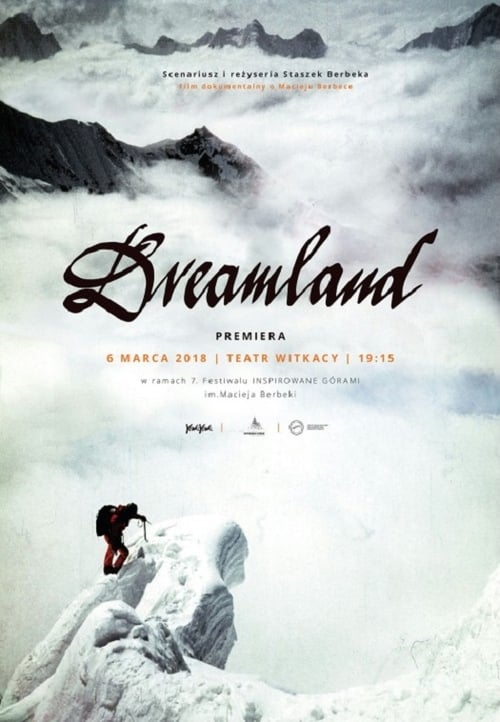 Scenariusz i reżyseria Staszek Berbeka
Film dokumentalny o Macieju Berbece
Dreamland
PREMIERA
6 MARCA 2018 | TEATR WITKACY | 19:15
w ramach 7. Festiwalu INSPIROWANE GÓRAMI
im.Macieja Berbeki